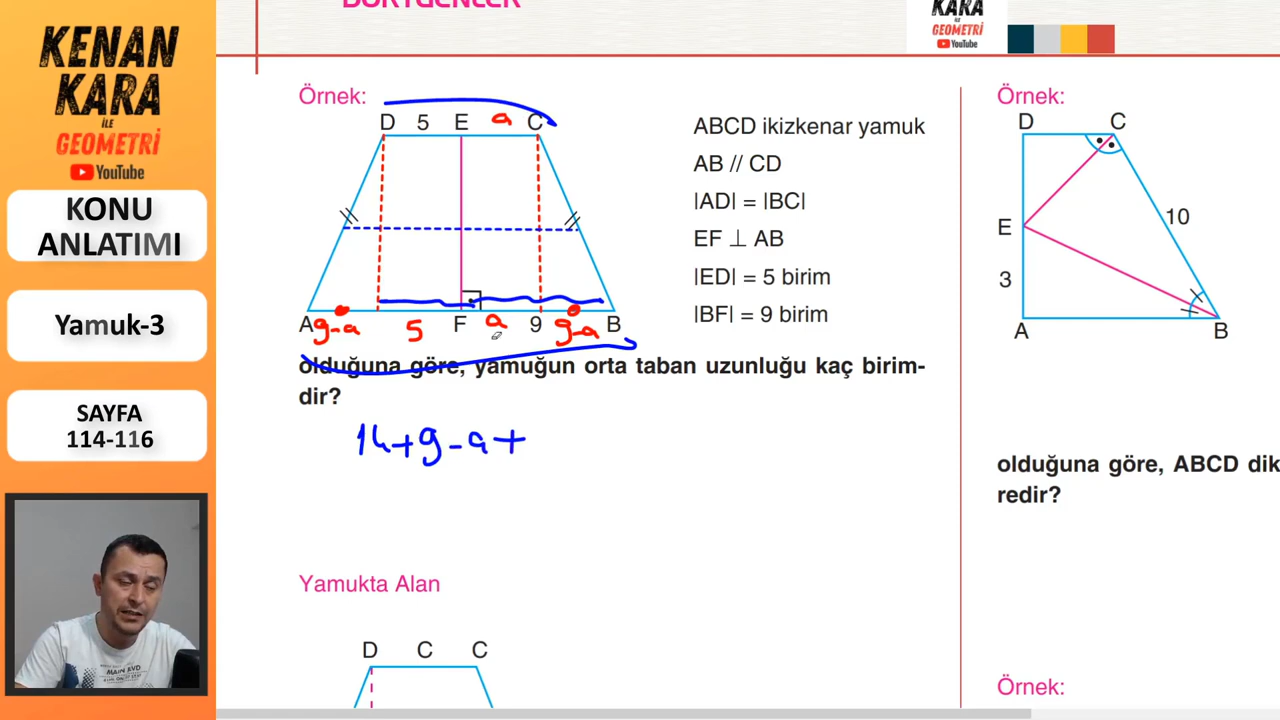 DÖRTGENLER
KENAN
KARA
İLE
GEOMETRİ
YouTube
KONU
ANLATIMI
Yamuk-3
SAYFA
114-116
KARA
İLE
GEOMETRİ
YouTube
Örnek:
D 5 E a C
A F 9 B
9-a 5 a 9-a
ABCD ikizkenar yamuk
AB // CD
|AD| = |BC|
EF ⊥ AB
|ED| = 5 birim
|BF| = 9 birim
olduğuna göre, yamuğun orta taban uzunluğu kaç birim-
dir?
14+9-a+
Yamukta Alan
D C C
Örnek:
D C
10
E
3
A B
olduğuna göre, ABCD dik
redir?
Örnek: